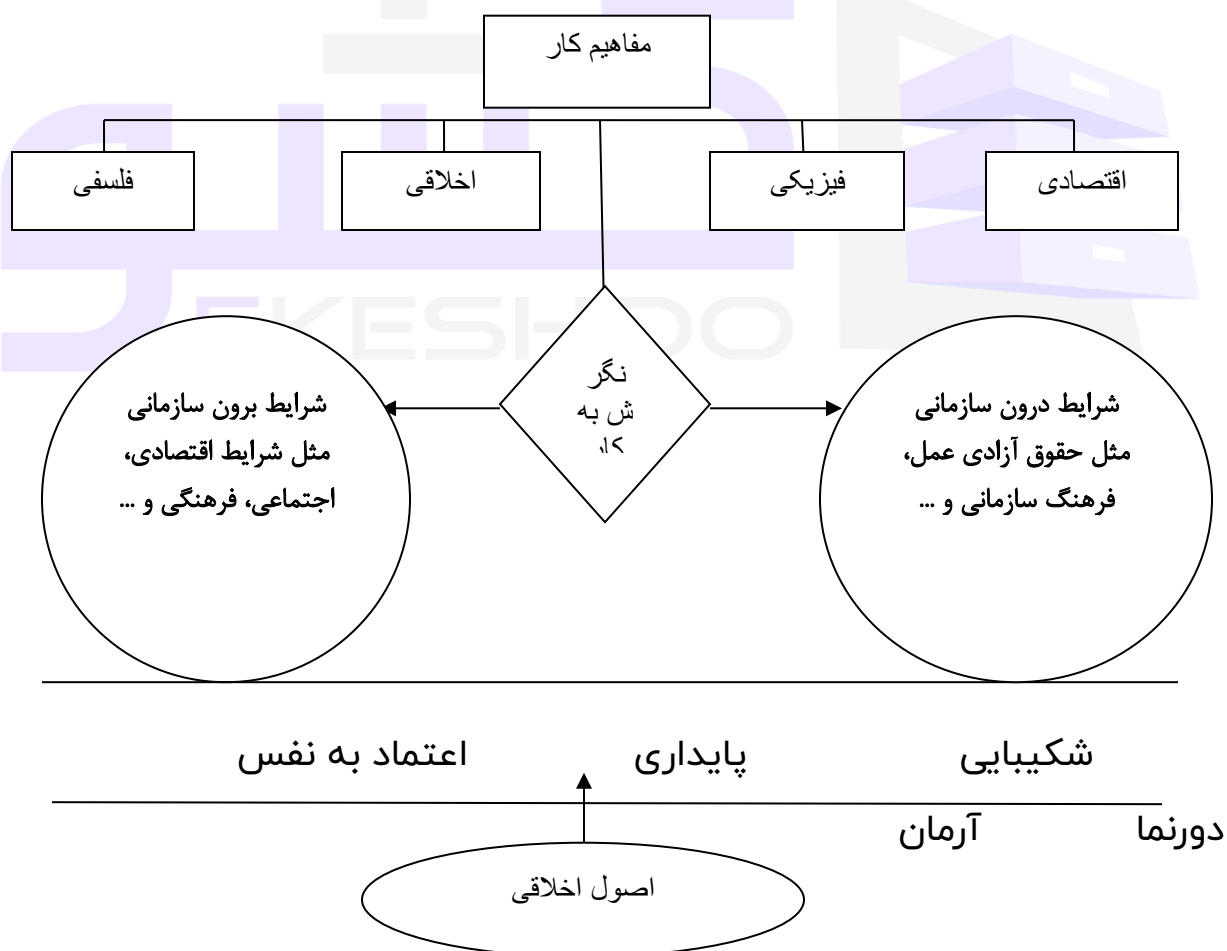 مفاهیم کار
اقتصادی
فیزیکی
اخلاقی
فلسفی
نگر
ش به
کار
شرایط درون سازمانی
مثل حقوق آزادی عمل،
فرهنگ سازمانی و ...
شرایط برون سازمانی
مثل شرایط اقتصادی،
اجتماعی، فرهنگی و ...
شکیبایی پایداری اعتماد به نفس
دورنما آرمان
اصول اخلاقی